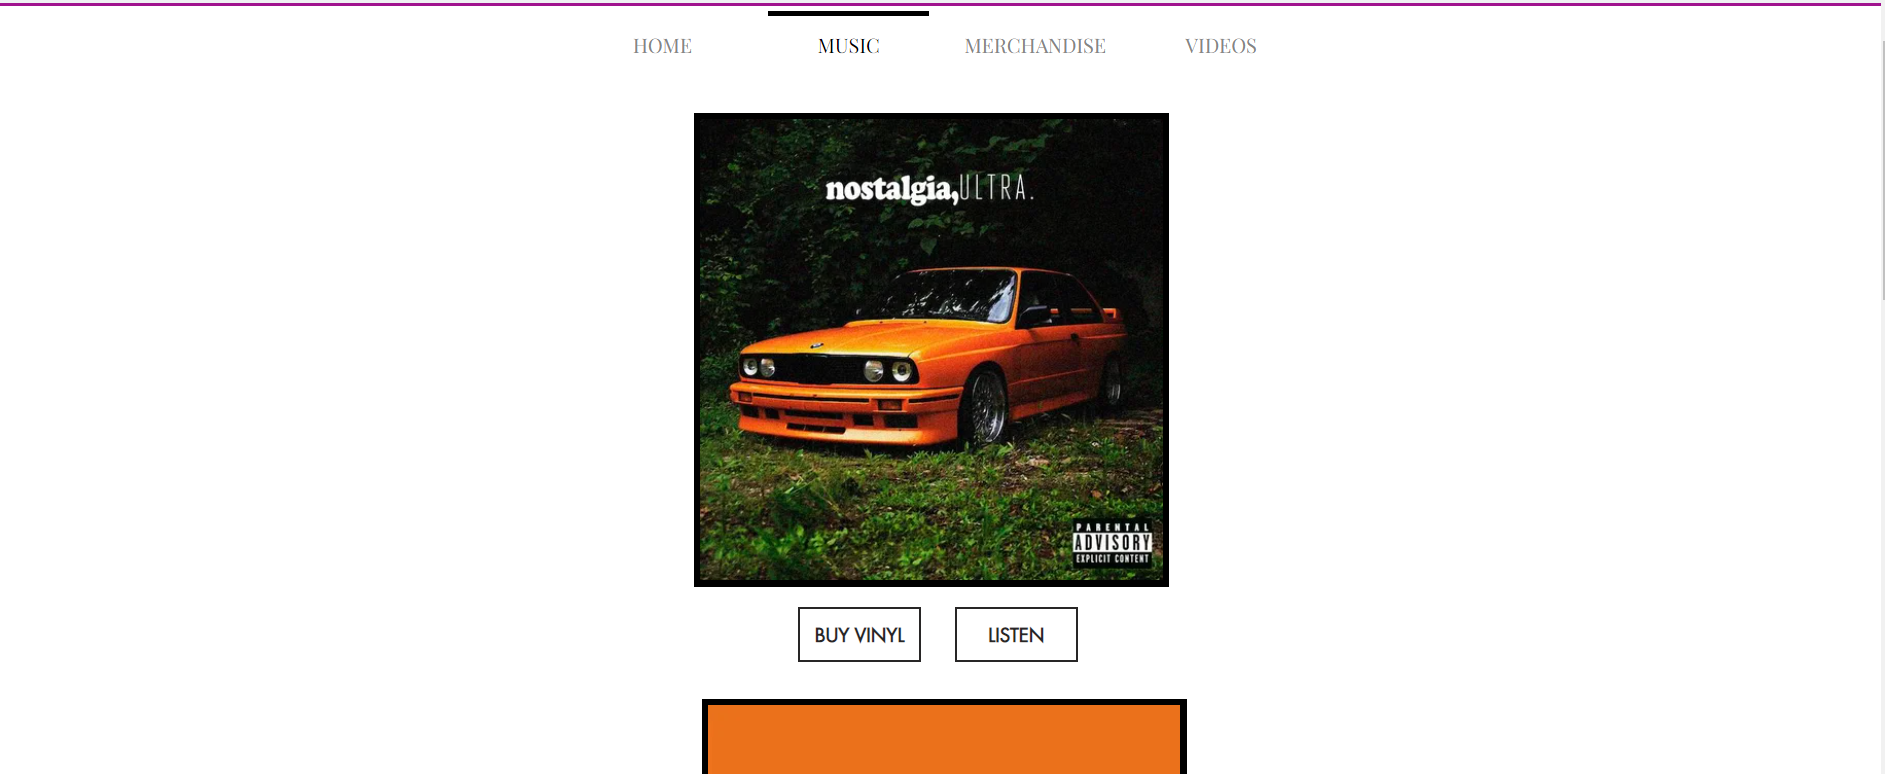 HOME MUSIC MERCHANDISE VIDEOS
nostalgia,ULTRA.
PARENTAL
ADVISORY
EXPLICIT CONTENT
BUY VINYL LISTEN